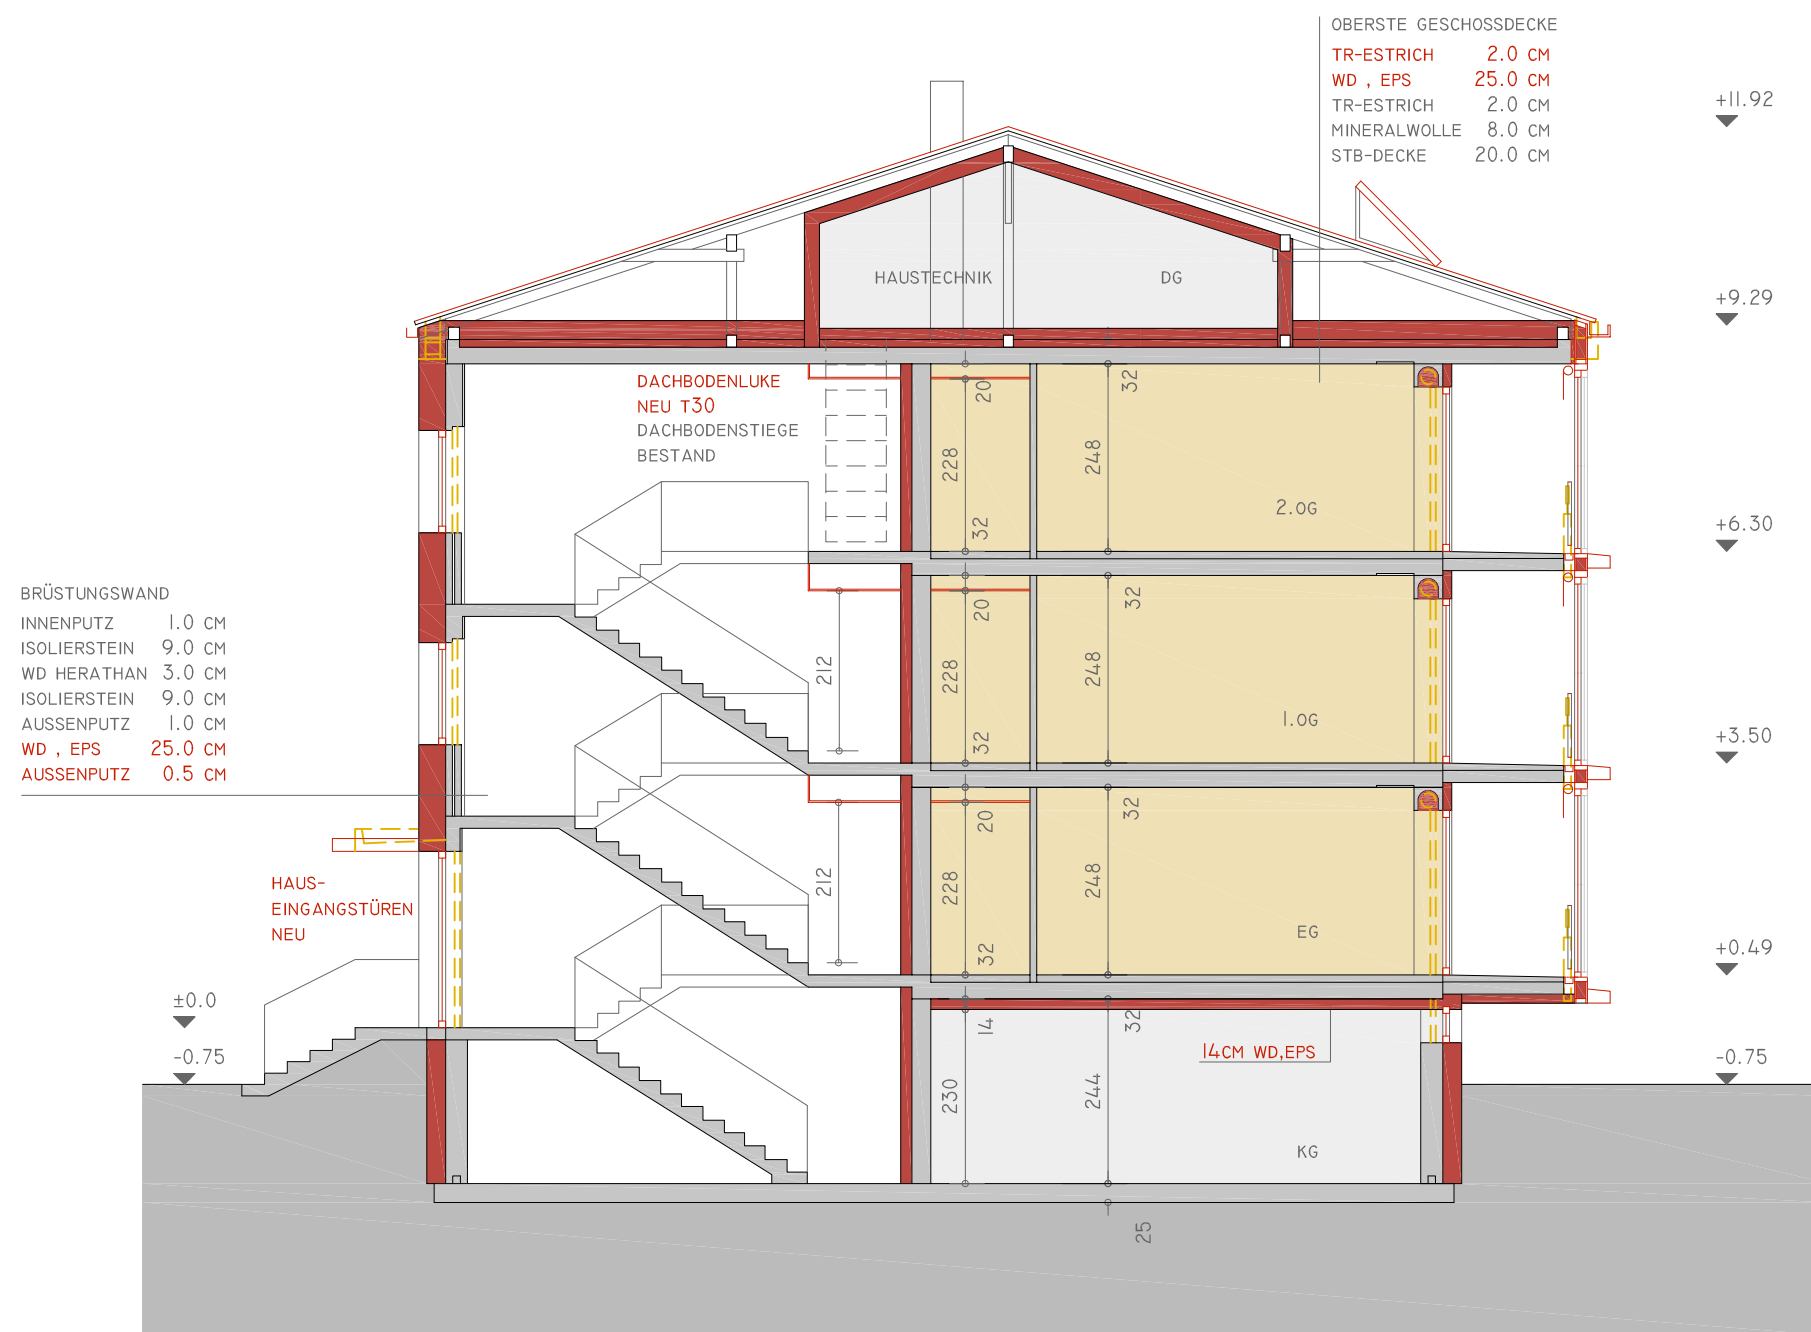 OBERSTE GESCHOSSDECKE
TR-ESTRICH 2.0 CM
WD , EPS 25.0 CM
TR-ESTRICH 2.0 CM
MINERALWOLLE 8.0 CM
STB-DECKE 20.0 CM
+11.92
+9.29
+6.30
+3.50
+0.49
-0.75
HAUSTECHNIK
DG
DACHBODENLUKE
NEU T30
DACHBODENSTIEGE
BESTAND
20
32
228
248
2.OG
32
BRÜSTUNGSWAND
INNENPUTZ 1.0 CM
ISOLIERSTEIN 9.0 CM
WD HERATHAN 3.0 CM
ISOLIERSTEIN 9.0 CM
AUSSENPUTZ 1.0 CM
WD , EPS 25.0 CM
AUSSENPUTZ 0.5 CM
20
32
212
228
248
1.OG
32
20
32
212
228
248
EG
32
HAUS-
EINGANGSTÜREN
NEU
±0.0
-0.75
14
32
14CM WD,EPS
230
244
KG
25